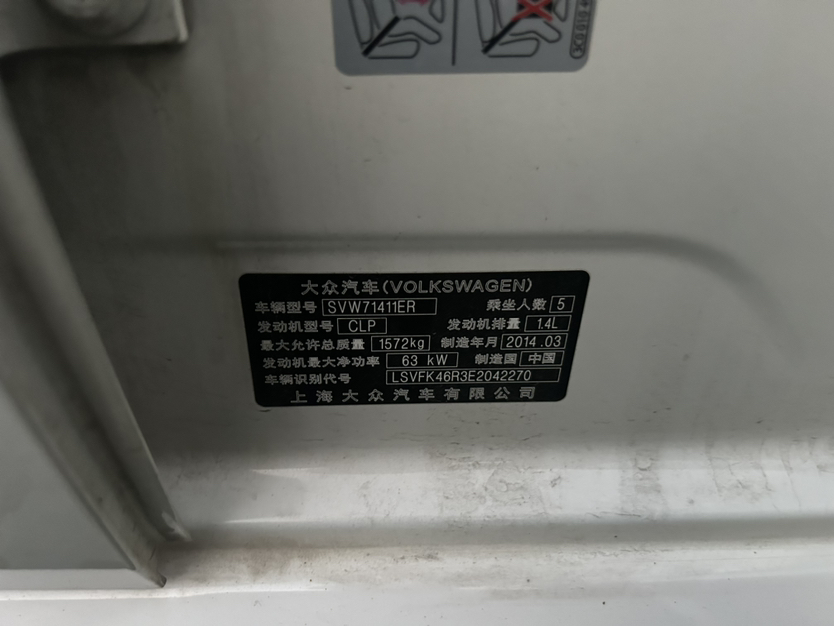 大众汽车(VOLKSWAGEN)
车辆型号 SVW71411ER 乘坐人数 5
发动机型号 CLP 发动机排量 1.4L
最大允许总质量 1572kg 制造年月 2014.03
发动机最大净功率 63 kW 制造国 中国
车辆识别代号 LSVFK46R3E2042270
上海大众汽车有限公司